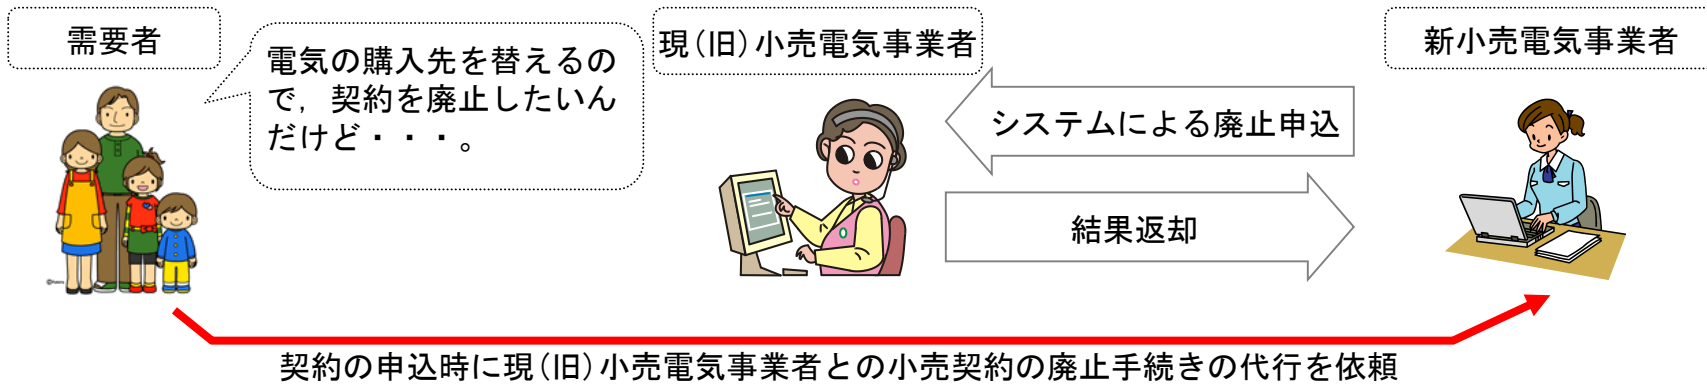 需要者
電気の購入先を替えるの
で，契約を廃止したいん
だけど・・・。
現(旧)小売電気事業者
新小売電気事業者
システムによる廃止申込
結果返却
契約の申込時に現(旧)小売電気事業者との小売契約の廃止手続きの代行を依頼